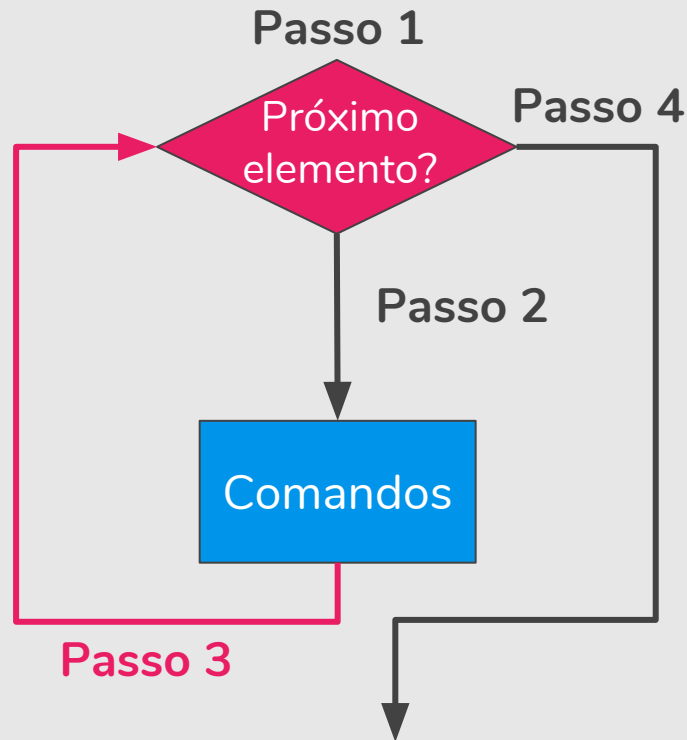 Passo 1
Próximo
elemento?
Passo 4
Passo 2
Comandos
Passo 3